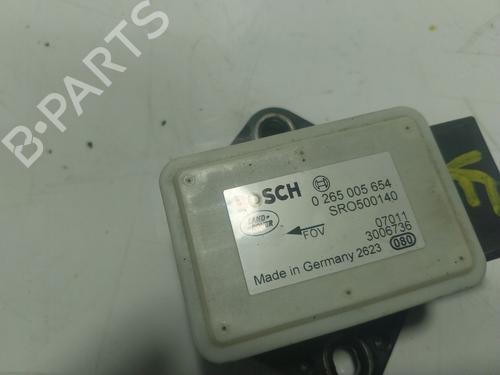 B-PARTS
BOSCH
0 265 005 654
SRO500140
LAND-ROVER
FOV
07011
3006736
Made in Germany 2623
080